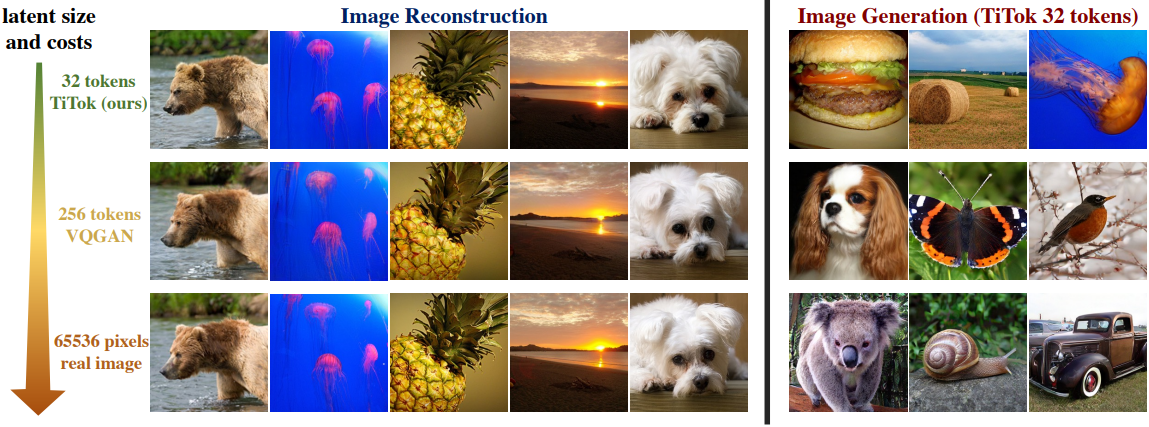 latent size
and costs
Image Reconstruction
Image Generation (TiTok 32 tokens)
32 tokens
TiTok (ours)
256 tokens
VQGAN
65536 pixels
real image